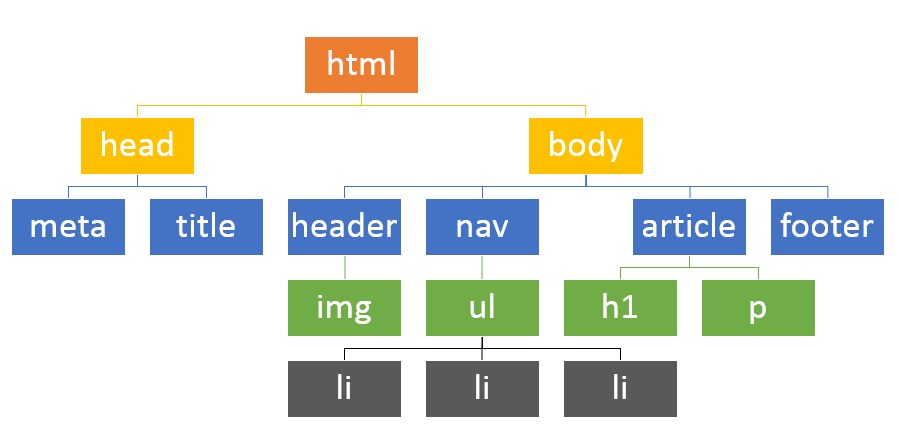 html
head
body
meta
title
header
nav
article
footer
img
ul
h1
p
li
li
li